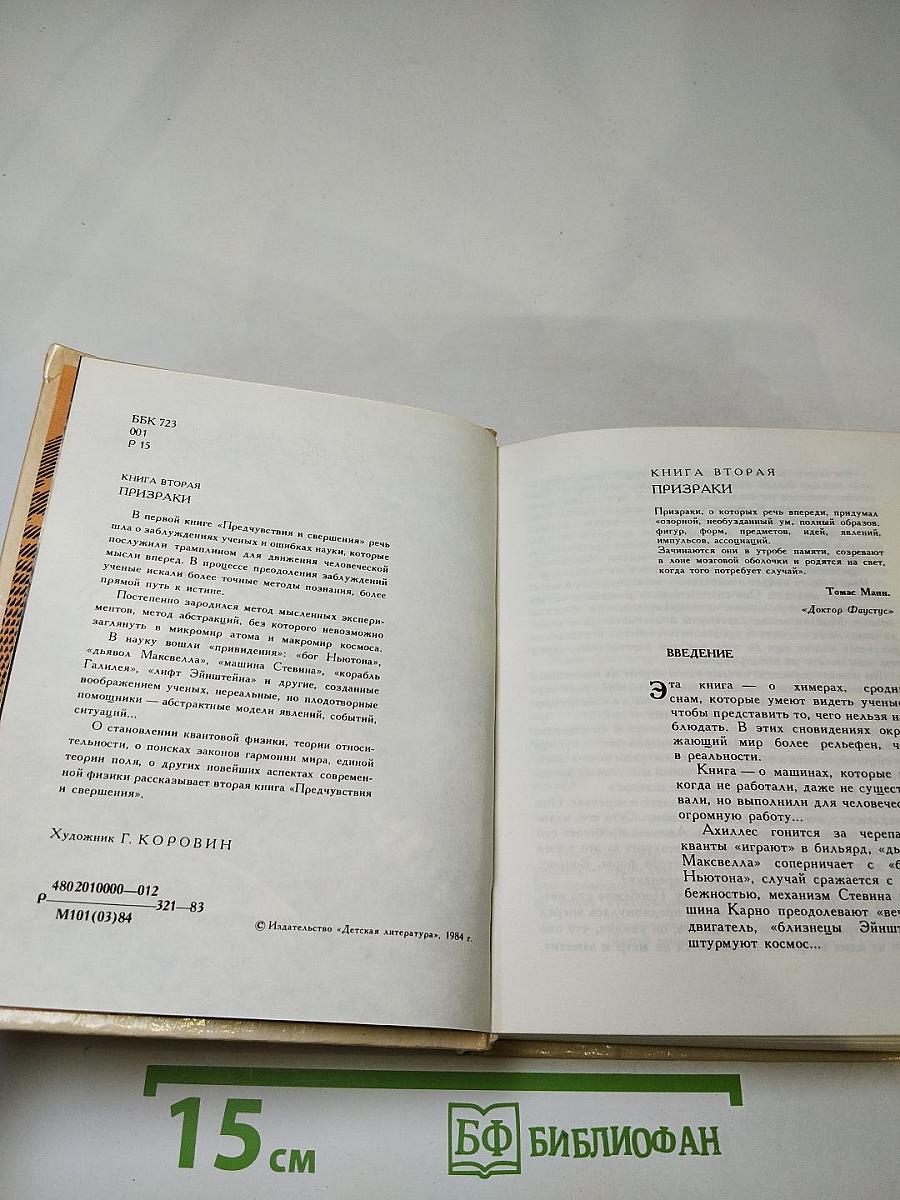 ББК 723
001
Р 15
КНИГА ВТОРАЯ
ПРИЗРАКИ
В первой книге «Предчувствия и свершения» речь
шла о заблуждениях ученых и ошибках науки, которые
послужили трамплином для движения человеческой
мысли вперед. В процессе преодоления заблуждений
ученые искали более точные методы познания, более
прямой путь к истине.
Постепенно зародился метод мысленных экспери-
ментов, метод абстракций, без которого невозможно
заглянуть в микромир атома и макромир космоса.
В науку вошли «привидения»: «бог Ньютона»,
«дьявол Максвелла», «машина Стевина», «корабль
Галилея», «лифт Эйнштейна» и другие, созданные
воображением ученых, нереальные, но плодотворные
помощники — абстрактные модели явлений, событий,
ситуаций...
О становлении квантовой физики, теории относи-
тельности, о поисках законов гармонии мира, единой
теории поля, о других новейших аспектах современ-
ной физики рассказывает вторая книга «Предчувствия
и свершения».
Художник Г. КОРОВИН
Р 4802010000—012 321—83
М101(03)84
© Издательство «Детская литература», 1984 г.
КНИГА ВТОРАЯ
ПРИЗРАКИ
Призраки, о которых речь впереди, придумал
«озорной, необузданный ум, полный образов,
фигур, форм, предметов, идей, явлений,
импульсов, ассоциаций.
Зачинаются они в утробе памяти, созревают
в лоне мозговой оболочки и родятся на свет,
когда того потребует случай».
Томас Манн.
«Доктор Фаустус»
ВВЕДЕНИЕ
Эта книга — о химерах, сродни
снам, которые умеют видеть ученые
чтобы представить то, чего нельзя на
блюдать. В этих сновидениях окр
жающий мир более рельефен, ч
в реальности.
Книга — о машинах, которые
когда не работали, даже не сущест
вали, но выполнили для человечес
огромную работу...
Ахиллес гонится за черепа
кванты «играют» в бильярд, «дь
Максвелла» соперничает с «б
Ньютона», случай сражается с
бежностью, механизм Стевина
шина Карно преодолевают «веч
двигатель, «близнецы Эйншт
штурмуют космос...
15 см
БФ БИБЛИОФАН